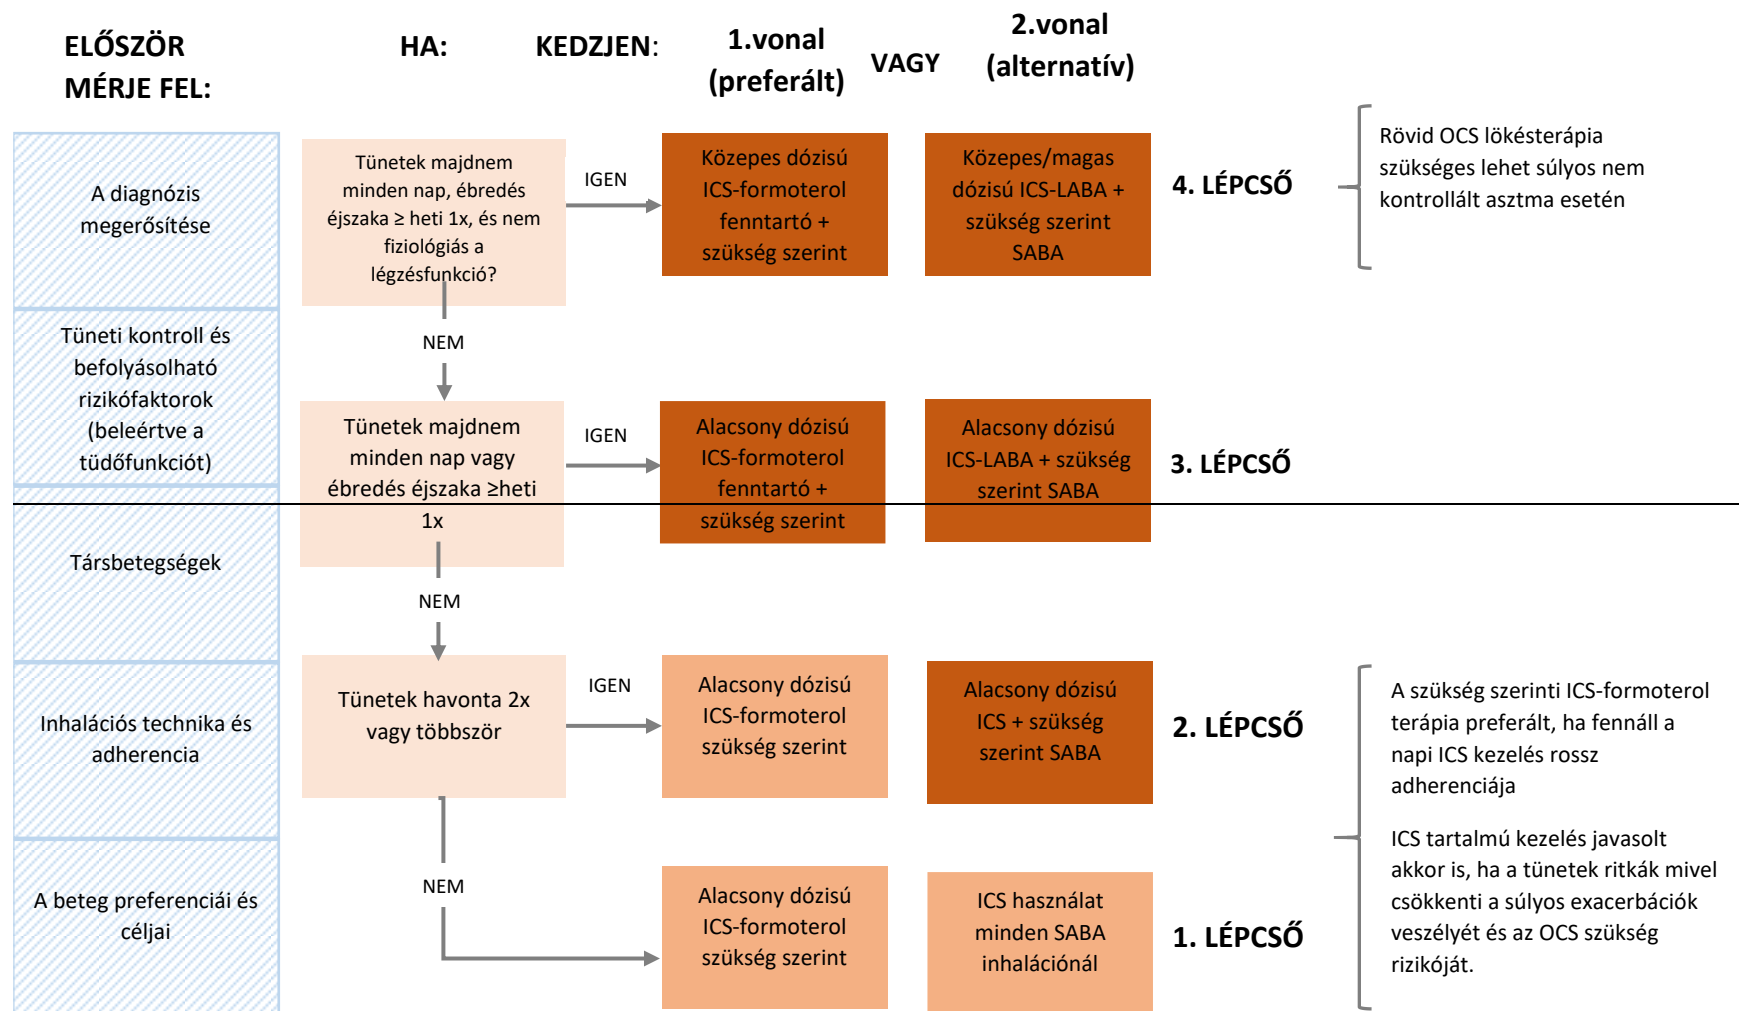 ELŐSZÖR
MÉRJE FEL:
HA:
KEDZJEN:
1.vonal
(preferált)
VAGY
2.vonal
(alternatív)
A diagnózis
megerősítése
Tüneti kontroll és
befolyásolható
rizikófaktorok
(beleértve a
tüdőfunkciót)
Társbetegségek
Inhalációs technika és
adherencia
A beteg preferenciái és
céljai
Tünetek majdnem
minden nap, ébredés
éjszaka ≥ heti 1x, és nem
fiziológiás a
légzésfunkció?
IGEN
Közepes dózisú
ICS-formoterol
fenntartó +
szükség szerint
Közepes/magas
dózisú ICS-LABA +
szükség szerint
SABA
4. LÉPCSŐ
Rövid OCS lökésterápia
szükséges lehet súlyos nem
kontrollált asztma esetén
NEM
Tünetek majdnem
minden nap vagy
ébredés éjszaka ≥heti
1x
IGEN
Alacsony dózisú
ICS-formoterol
fenntartó +
szükség szerint
Alacsony dózisú
ICS-LABA + szükség
szerint SABA
3. LÉPCSŐ
NEM
Tünetek havonta 2x
vagy többször
IGEN
Alacsony dózisú
ICS-formoterol
szükség szerint
Alacsony dózisú
ICS + szükség
szerint SABA
2. LÉPCSŐ
A szükség szerinti ICS-formoterol
terápia preferált, ha fennáll a
napi ICS kezelés rossz
adherenciája
NEM
Alacsony dózisú
ICS-formoterol
szükség szerint
ICS használat
minden SABA
inhalációnál
1. LÉPCSŐ
ICS tartalmú kezelés javasolt
akkor is, ha a tünetek ritkák mivel
csökkenti a súlyos exacerbációk
veszélyét és az OCS szükség
rizikóját.